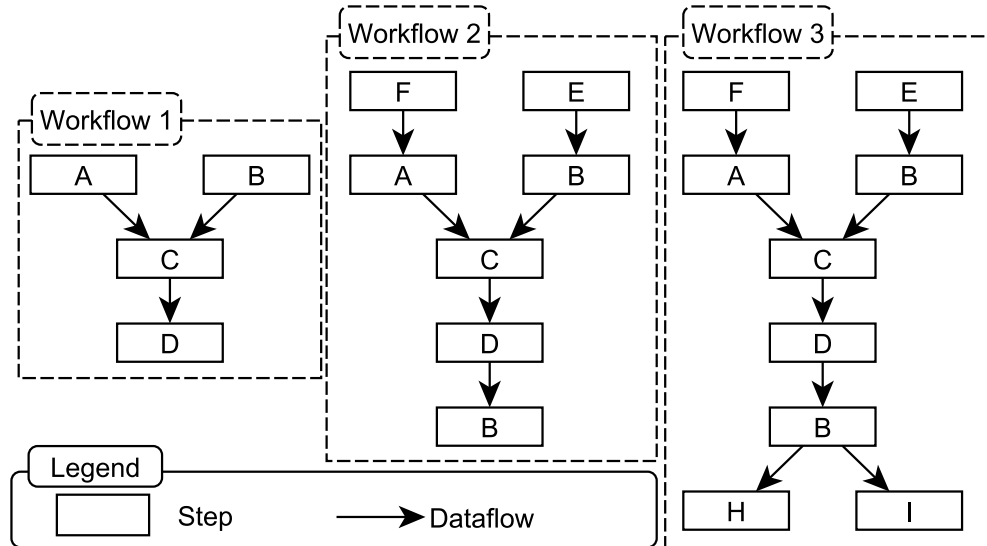 Workflow 1
A B
C
D
Workflow 2
F E
A B
C
D
B
Workflow 3
F E
A B
C
D
B
H I
Legend
Step Dataflow